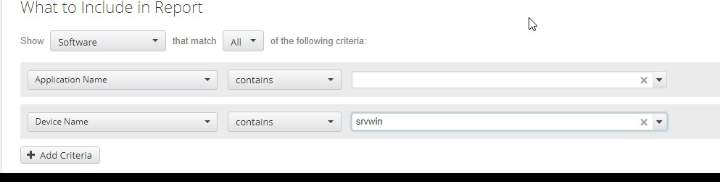 What to Include in Report
Show Software that match All of the following criteria:
Application Name contains
Device Name contains srvwin
+ Add Criteria